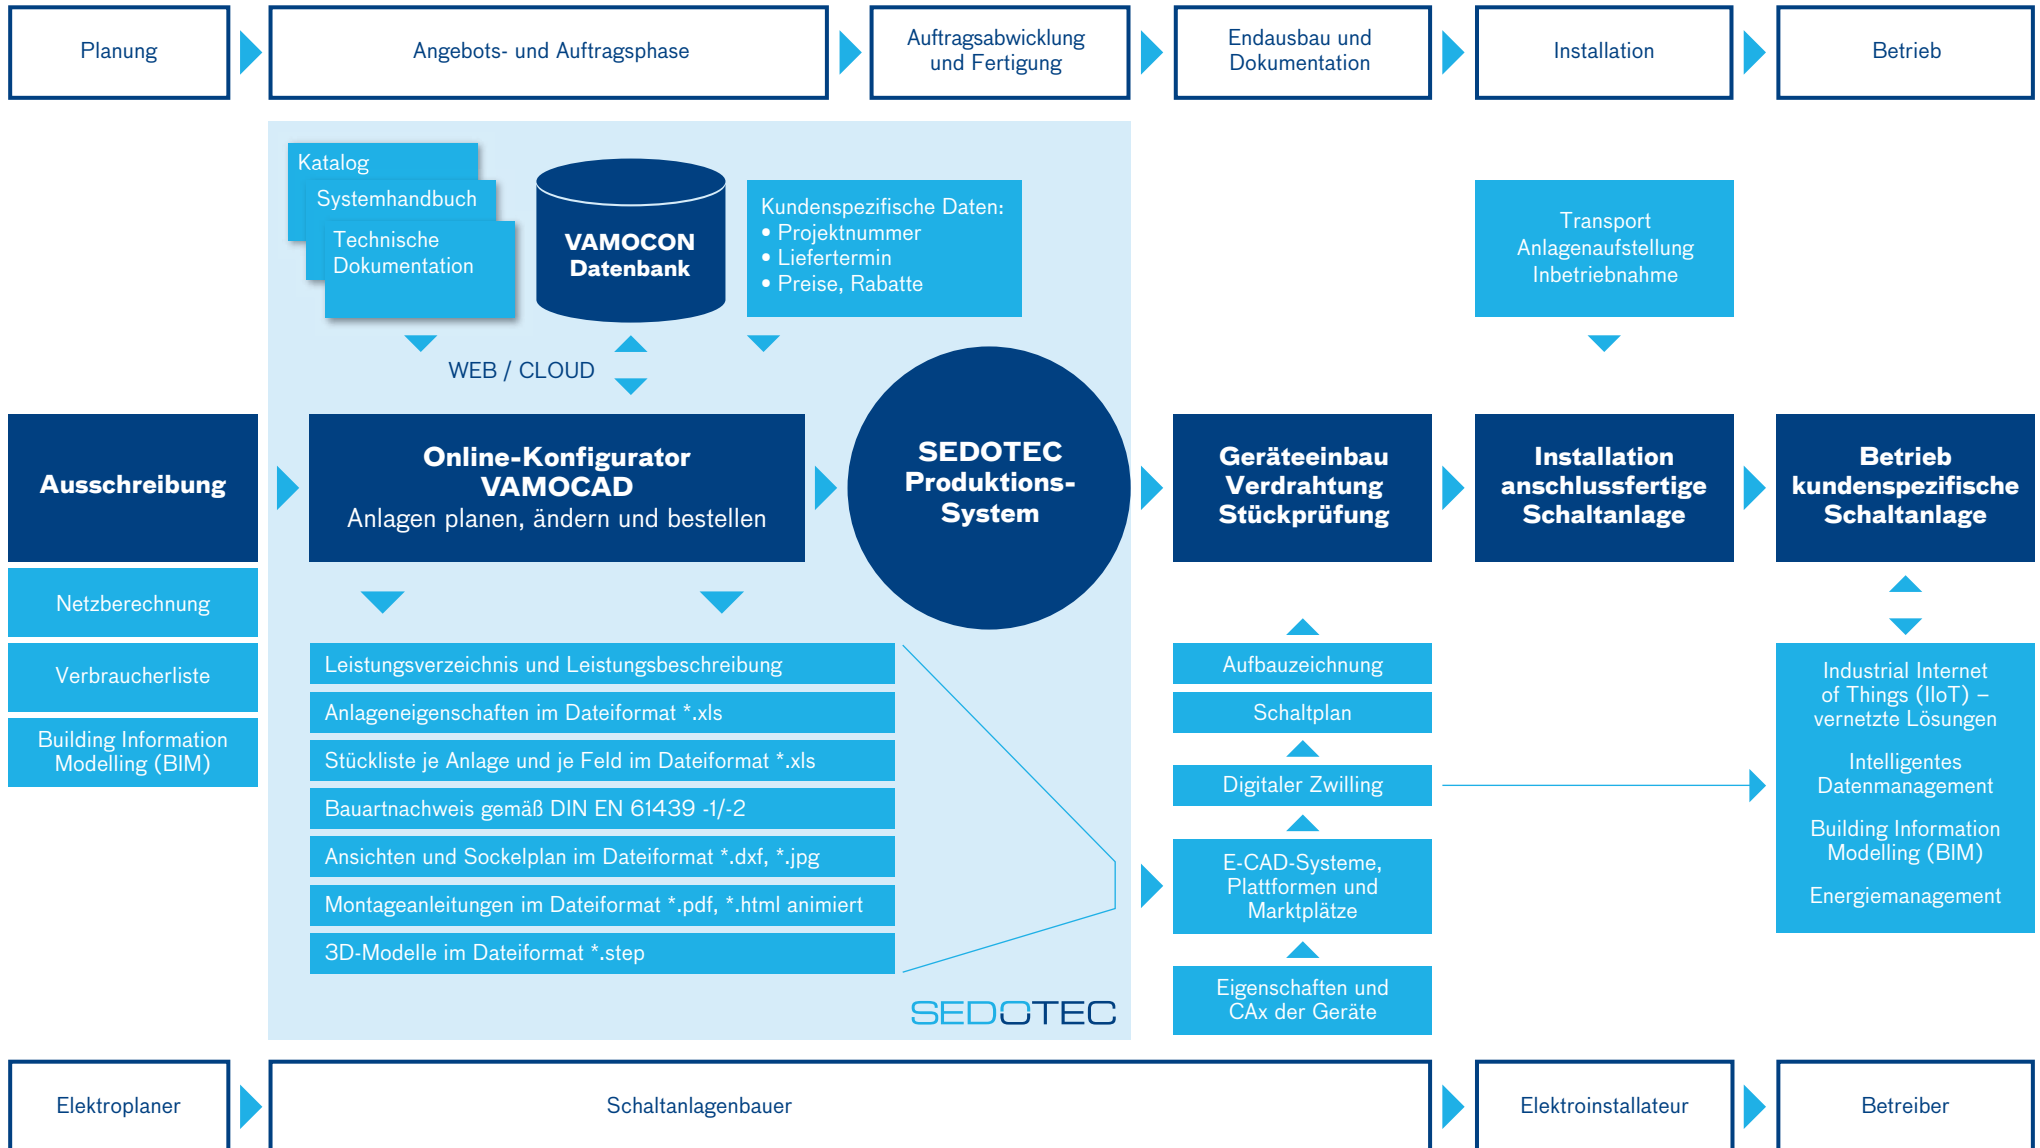 Planung
Angebots- und Auftragsphase
Auftragsabwicklung
und Fertigung
Endausbau und
Dokumentation
Installation
Betrieb
Katalog
Systemhandbuch
Technische
Dokumentation
VAMOCON
Datenbank
Kundenspezifische Daten:
• Projektnummer
• Liefertermin
• Preise, Rabatte
Transport
Anlagenaufstellung
Inbetriebnahme
WEB / CLOUD
Ausschreibung
Online-Konfigurator
VAMOCAD
Anlagen planen, ändern und bestellen
SEDOTEC
Produktions-
System
Geräteeinbau
Verdrahtung
Stückprüfung
Installation
anschlussfertige
Schaltanlage
Betrieb
kundenspezifische
Schaltanlage
Netzberechnung
Verbraucherliste
Building Information
Modelling (BIM)
Leistungsverzeichnis und Leistungsbeschreibung
Anlageneigenschaften im Dateiformat *.xls
Stückliste je Anlage und je Feld im Dateiformat *.xls
Bauartnachweis gemäß DIN EN 61439 -1/-2
Ansichten und Sockelplan im Dateiformat *.dxf, *.jpg
Montageanleitungen im Dateiformat *.pdf, *.html animiert
3D-Modelle im Dateiformat *.step
SEDOTEC
Aufbauzeichnung
Schaltplan
Digitaler Zwilling
E-CAD-Systeme,
Plattformen und
Marktplätze
Eigenschaften und
CAx der Geräte
Industrial Internet
of Things (IIoT) –
vernetzte Lösungen
Intelligentes
Datenmanagement
Building Information
Modelling (BIM)
Energiemanagement
Elektroplaner
Schaltanlagenbauer
Elektroinstallateur
Betreiber